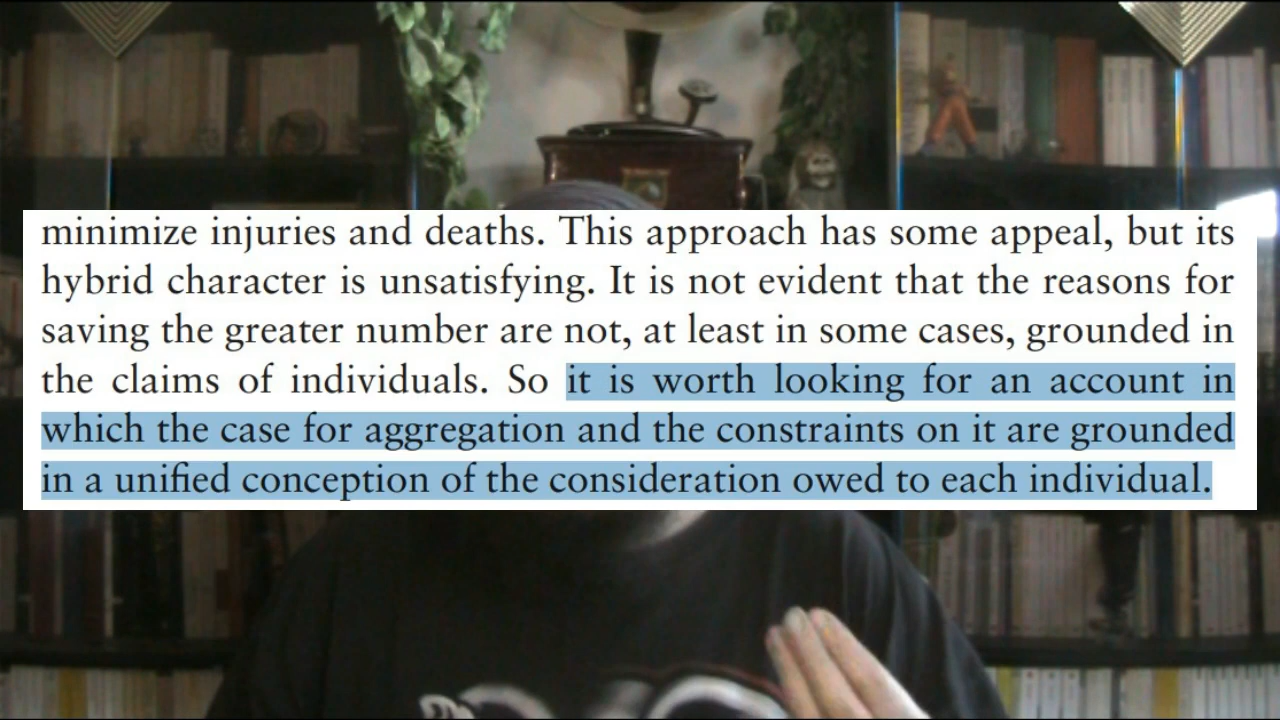 minimize injuries and deaths. This approach has some appeal, but its
hybrid character is unsatisfying. It is not evident that the reasons for
saving the greater number are not, at least in some cases, grounded in
the claims of individuals. So it is worth looking for an account in
which the case for aggregation and the constraints on it are grounded
in a unified conception of the consideration owed to each individual.